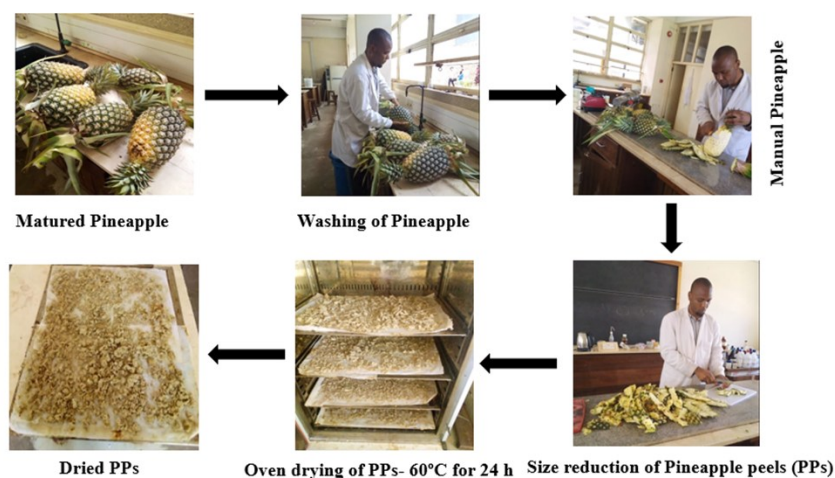 Matured Pineapple
Washing of Pineapple
Manual Pineapple
Size reduction of Pineapple peels (PPs)
Oven drying of PPs- 60°C for 24 h
Dried PPs